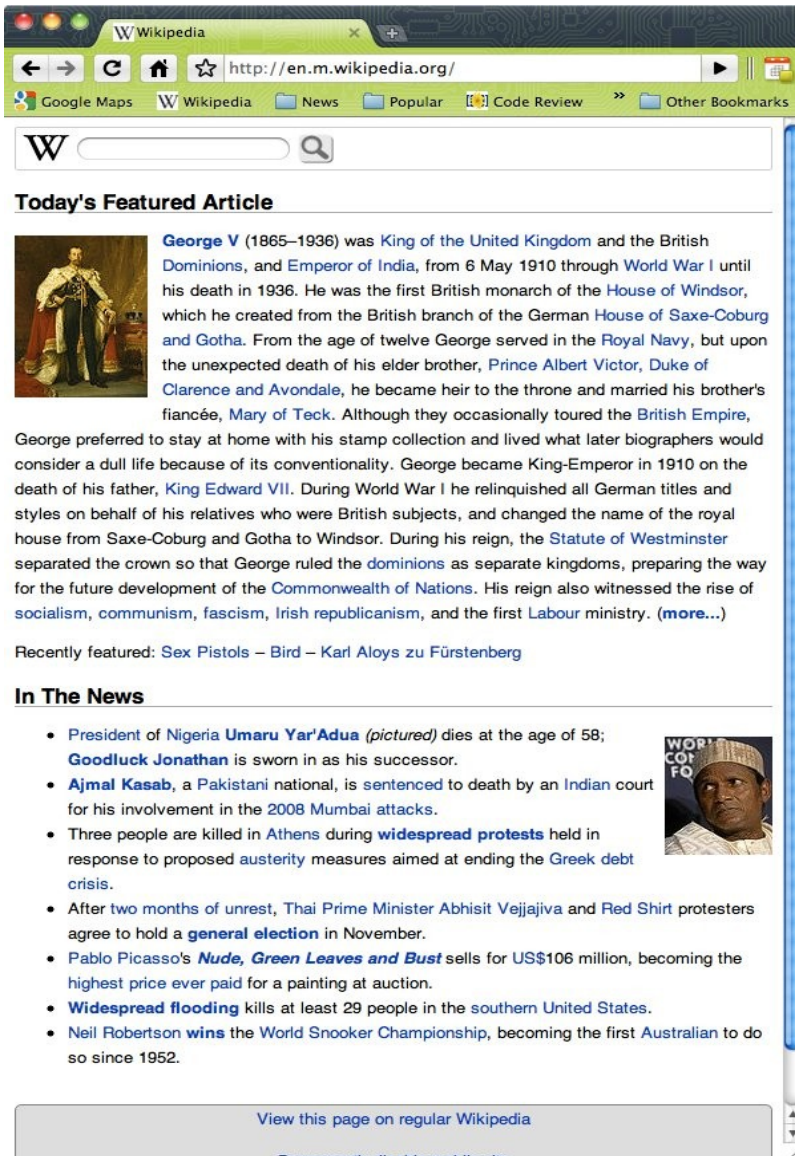 Wikipedia
http://en.m.wikipedia.org/
Google Maps Wikipedia News Popular Code Review » Other Bookmarks
W
Today's Featured Article
George V (1865–1936) was King of the United Kingdom and the British
Dominions, and Emperor of India, from 6 May 1910 through World War I until
his death in 1936. He was the first British monarch of the House of Windsor,
which he created from the British branch of the German House of Saxe-Coburg
and Gotha. From the age of twelve George served in the Royal Navy, but upon
the unexpected death of his elder brother, Prince Albert Victor, Duke of
Clarence and Avondale, he became heir to the throne and married his brother's
fiancée, Mary of Teck. Although they occasionally toured the British Empire,
George preferred to stay at home with his stamp collection and lived what later biographers would
consider a dull life because of its conventionality. George became King-Emperor in 1910 on the
death of his father, King Edward VII. During World War I he relinquished all German titles and
styles on behalf of his relatives who were British subjects, and changed the name of the royal
house from Saxe-Coburg and Gotha to Windsor. During his reign, the Statute of Westminster
separated the crown so that George ruled the dominions as separate kingdoms, preparing the way
for the future development of the Commonwealth of Nations. His reign also witnessed the rise of
socialism, communism, fascism, Irish republicanism, and the first Labour ministry. (more...)
Recently featured: Sex Pistols – Bird – Karl Aloys zu Fürstenberg
In The News
• President of Nigeria Umaru Yar'Adua (pictured) dies at the age of 58;
Goodluck Jonathan is sworn in as his successor.
• Ajmal Kasab, a Pakistani national, is sentenced to death by an Indian court
for his involvement in the 2008 Mumbai attacks.
• Three people are killed in Athens during widespread protests held in
response to proposed austerity measures aimed at ending the Greek debt
crisis.
• After two months of unrest, Thai Prime Minister Abhisit Vejjajiva and Red Shirt protesters
agree to hold a general election in November.
• Pablo Picasso's Nude, Green Leaves and Bust sells for US$106 million, becoming the
highest price ever paid for a painting at auction.
• Widespread flooding kills at least 29 people in the southern United States.
• Neil Robertson wins the World Snooker Championship, becoming the first Australian to do
so since 1952.
View this page on regular Wikipedia